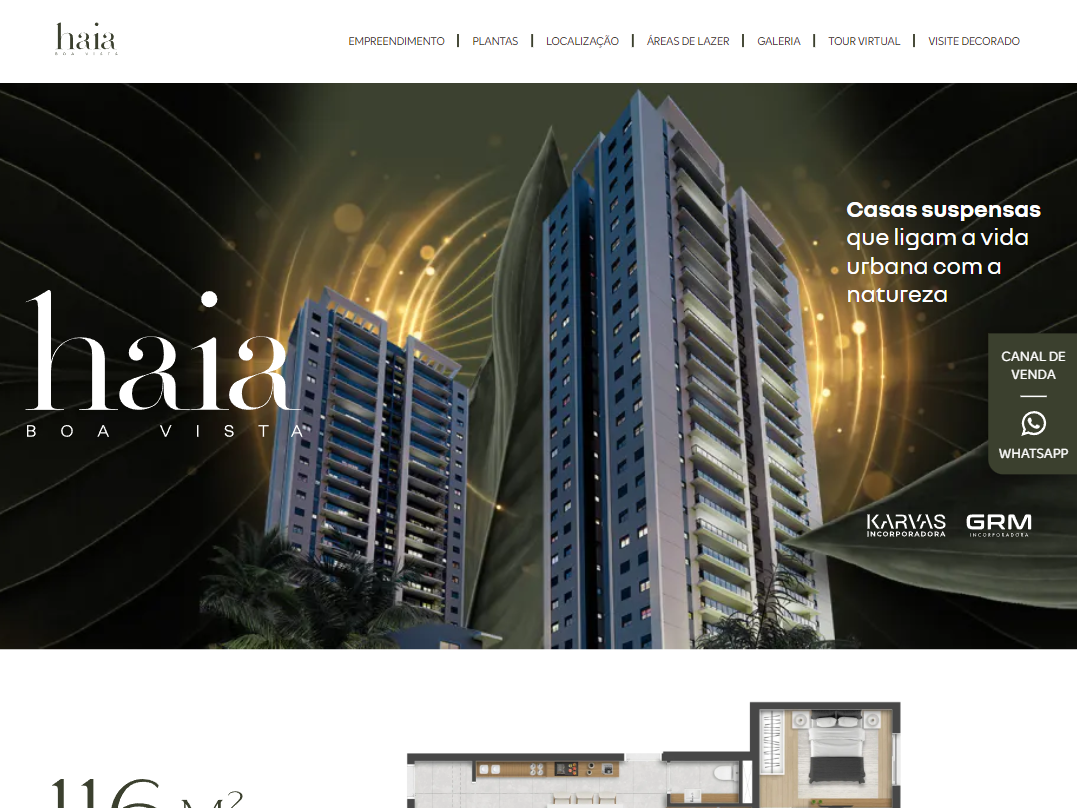 haia
BOA VISTA
EMPREENDIMENTO
PLANTAS
LOCALIZAÇÃO
ÁREAS DE LAZER
GALERIA
TOUR VIRTUAL
VISITE DECORADO
Casas suspensas
que ligam a vida
urbana com a
natureza
haia
BOA VISTA
CANAL DE
VENDA
WHATSAPP
KARVAS
INCORPORADORA
GRM
INCORPORADORA
116 M²